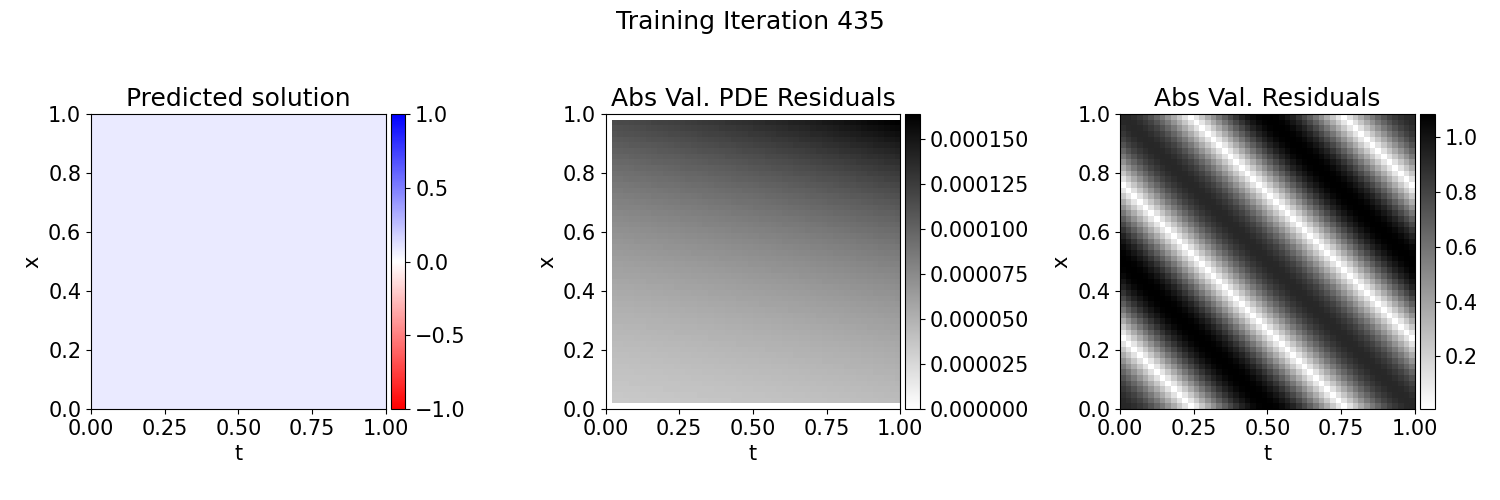 Training Iteration 435
Predicted solution
1.0
0.8
0.6
0.4
0.2
0.0
x
0.00 0.25 0.50 0.75 1.00
t
1.0
0.5
0.0
−0.5
−1.0
Abs Val. PDE Residuals
1.0
0.8
0.6
0.4
0.2
0.0
x
0.00 0.25 0.50 0.75 1.00
t
0.000150
0.000125
0.000100
0.000075
0.000050
0.000025
0.000000
Abs Val. Residuals
1.0
0.8
0.6
0.4
0.2
0.0
x
0.00 0.25 0.50 0.75 1.00
t
1.0
0.8
0.6
0.4
0.2